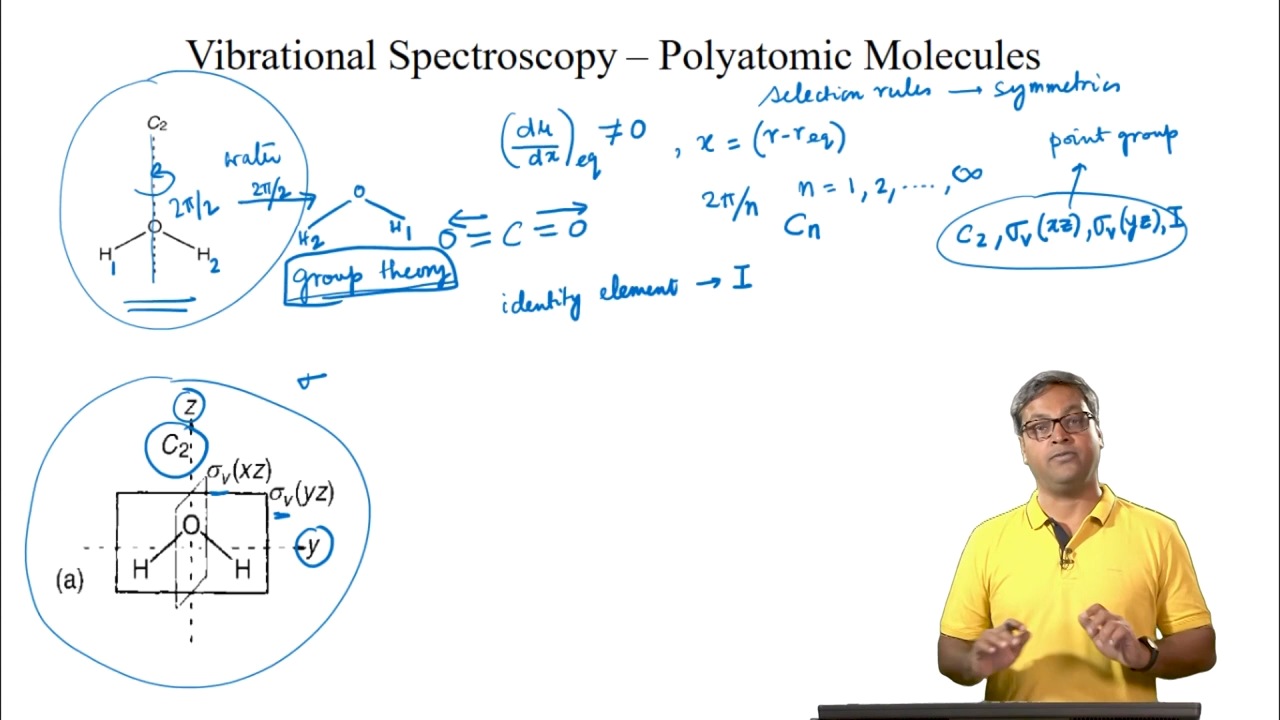 Vibrational Spectroscopy – Polyatomic Molecules
selection rules → symmetries
C₂
water
2π/2
2π/2
O
H
H
1
2
O
H₂
H₁
(dμ/dx)eq ≠ 0 , x = (r-req)
O = C = O
2π/n n = 1, 2, ...., ∞
Cn
point group
C₂, σv(xz), σv(yz), I
group theory
identity element → I
σ
z
C₂
σv(xz)
σv(yz)
O
y
H
H
(a)